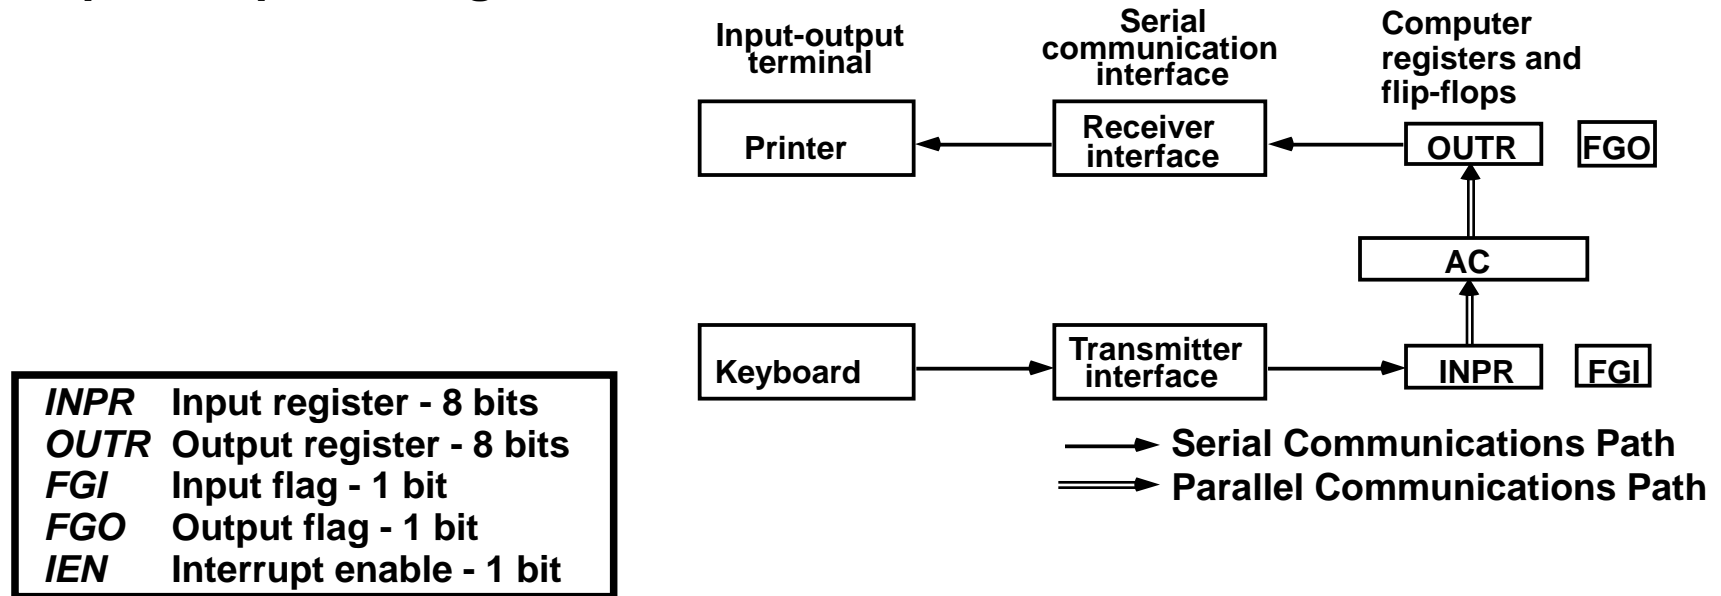 Input-output
terminal
Serial
communication
interface
Computer
registers and
flip-flops
Printer
Receiver
interface
OUTR
FGO
AC
Keyboard
Transmitter
interface
INPR
FGI
INPR Input register - 8 bits
OUTR Output register - 8 bits
FGI Input flag - 1 bit
FGO Output flag - 1 bit
IEN Interrupt enable - 1 bit
Serial Communications Path
Parallel Communications Path